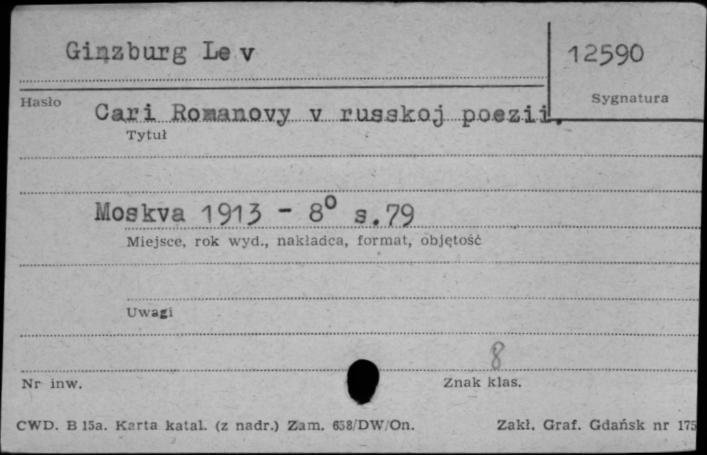 Ginzburg Lev
12590
Hasło
Sygnatura
Cari Romanovy v russkoj poezii.
Tytuł
Moskva 1913 - 8° s.79
Miejsce, rok wyd., nakładca, format, objętość
Uwagi
8
Nr inw.
Znak klas.
CWD. B 15a. Karta katal. (z nadr.) Zam. 658/DW/On.
Zakł. Graf. Gdańsk nr 175